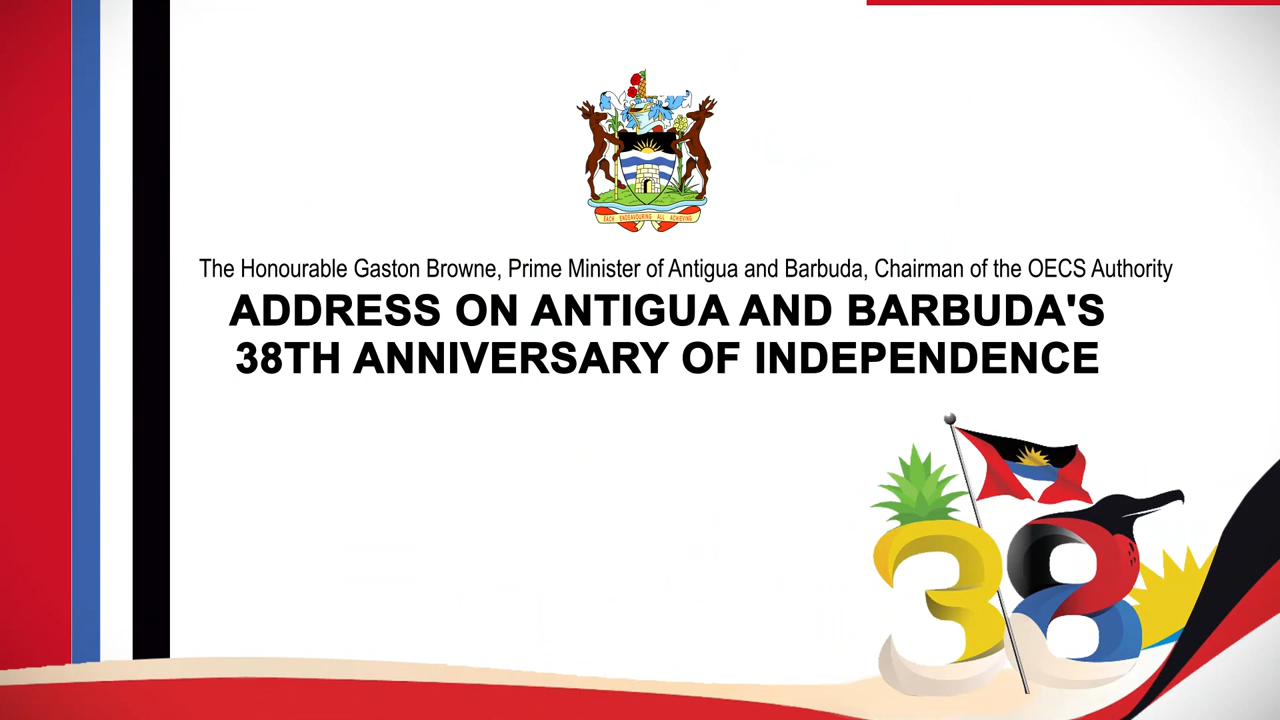 EACH ENDEAVOURING ALL ACHIEVING
The Honourable Gaston Browne, Prime Minister of Antigua and Barbuda, Chairman of the OECS Authority
ADDRESS ON ANTIGUA AND BARBUDA'S
38TH ANNIVERSARY OF INDEPENDENCE
38